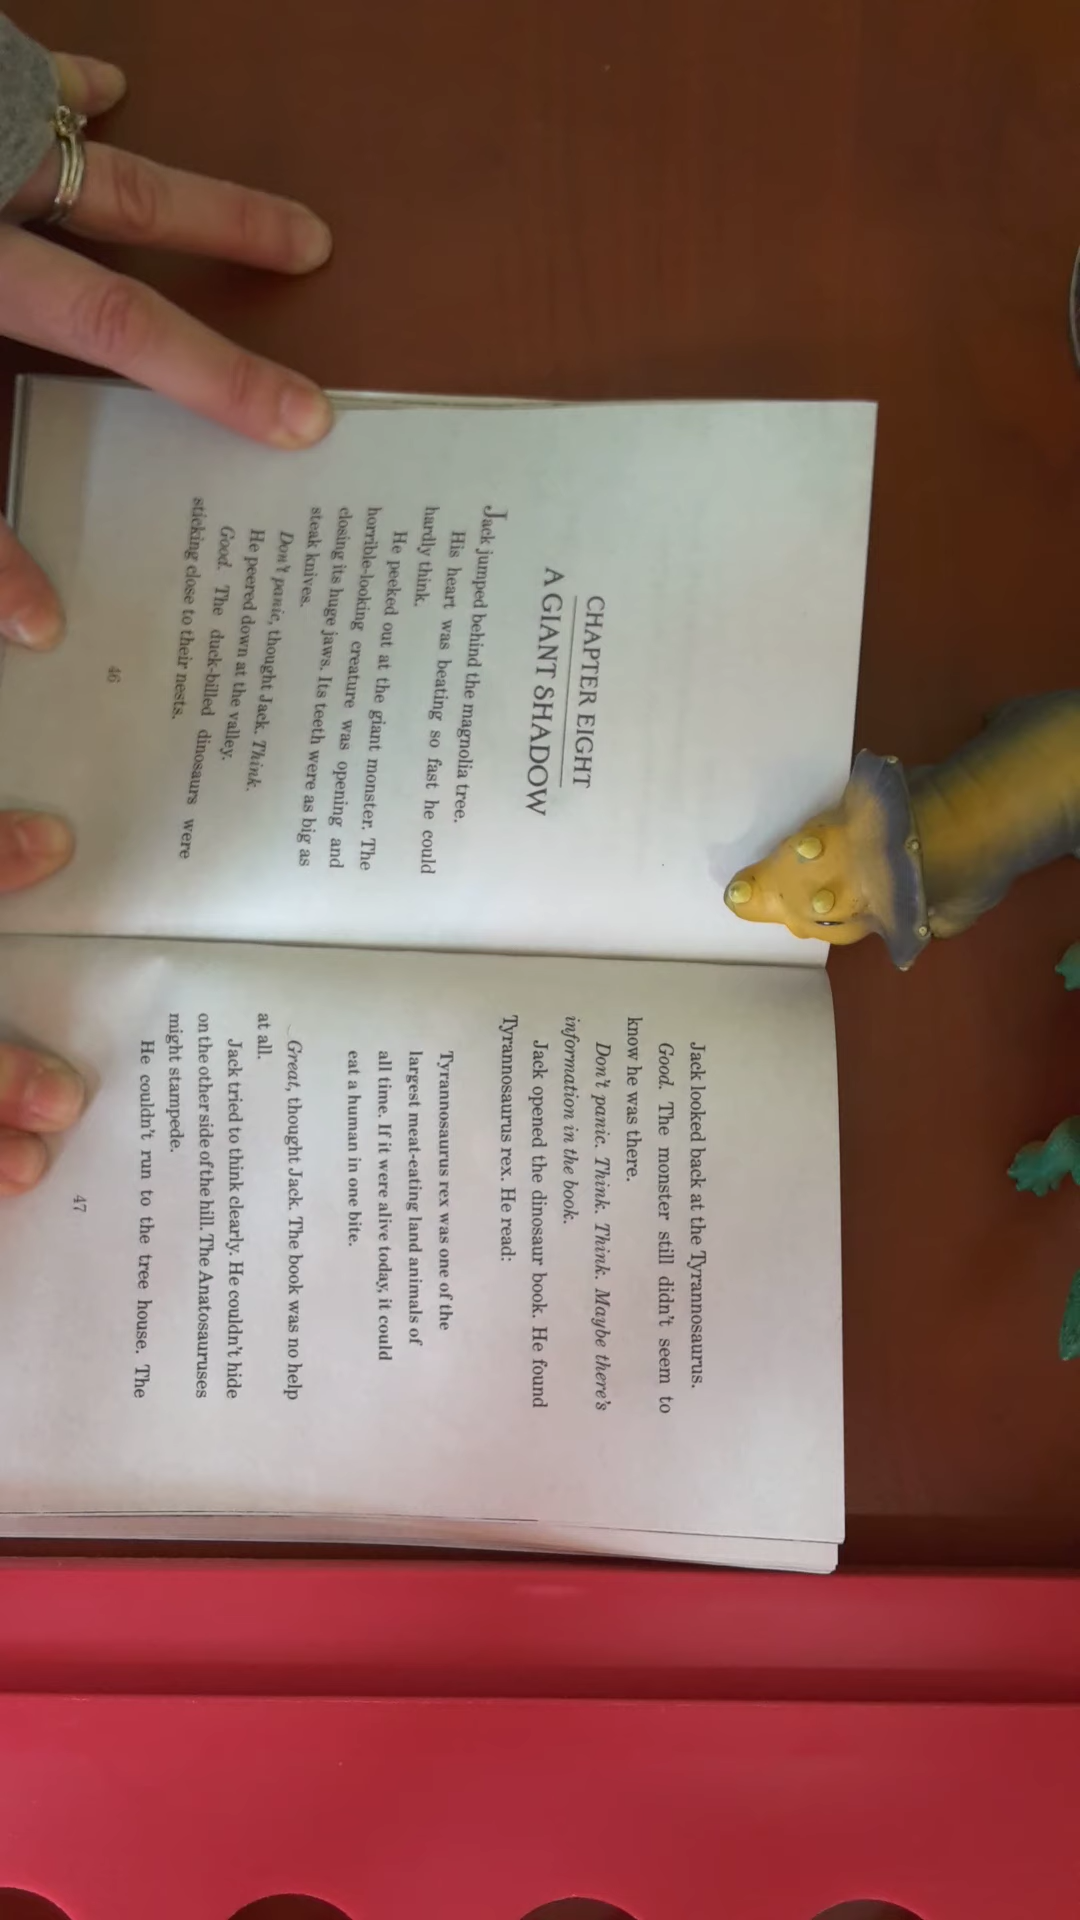 CHAPTER EIGHT
A GIANT SHADOW
Jack jumped behind the magnolia tree.
His heart was beating so fast he could
hardly think.
He peeked out at the giant monster. The
horrible-looking creature was opening and
closing its huge jaws. Its teeth were as big as
steak knives.
Don't panic, thought Jack. Think.
He peered down at the valley.
Good. The duck-billed dinosaurs were
sticking close to their nests.
46
Jack looked back at the Tyrannosaurus.
Good. The monster still didn't seem to
know he was there.
Don't panic. Think. Think. Maybe there's
information in the book.
Jack opened the dinosaur book. He found
Tyrannosaurus rex. He read:
Tyrannosaurus rex was one of the
largest meat-eating land animals of
all time. If it were alive today, it could
eat a human in one bite.
Great, thought Jack. The book was no help
at all.
Jack tried to think clearly. He couldn't hide
on the other side of the hill. The Anatosauruses
might stampede.
He couldn't run to the tree house. The
47